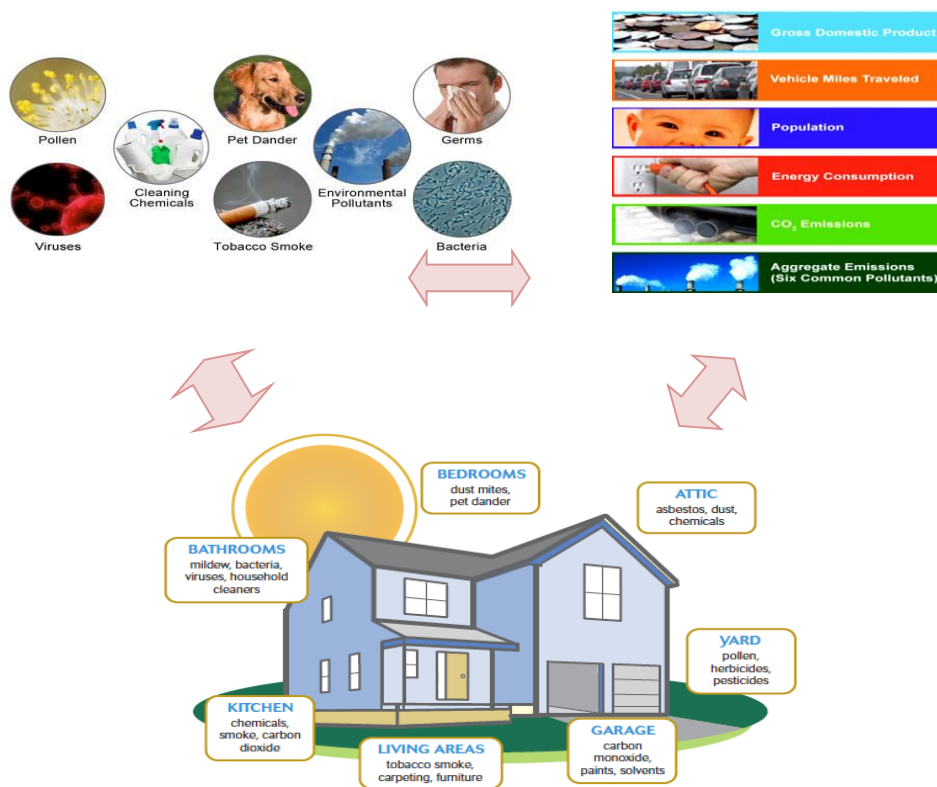 Pollen
Cleaning
Chemicals
Pet Dander
Environmental
Pollutants
Germs
Viruses
Tobacco Smoke
Bacteria
Gross Domestic Product
Vehicle Miles Traveled
Population
Energy Consumption
CO₂ Emissions
Aggregate Emissions
(Six Common Pollutants)
BEDROOMS
dust mites,
pet dander
ATTIC
asbestos, dust,
chemicals
BATHROOMS
mildew, bacteria,
viruses, household
cleaners
YARD
pollen,
herbicides,
pesticides
KITCHEN
chemicals,
smoke, carbon
dioxide
LIVING AREAS
tobacco smoke,
carpeting, furniture
GARAGE
carbon
monoxide,
paints, solvents